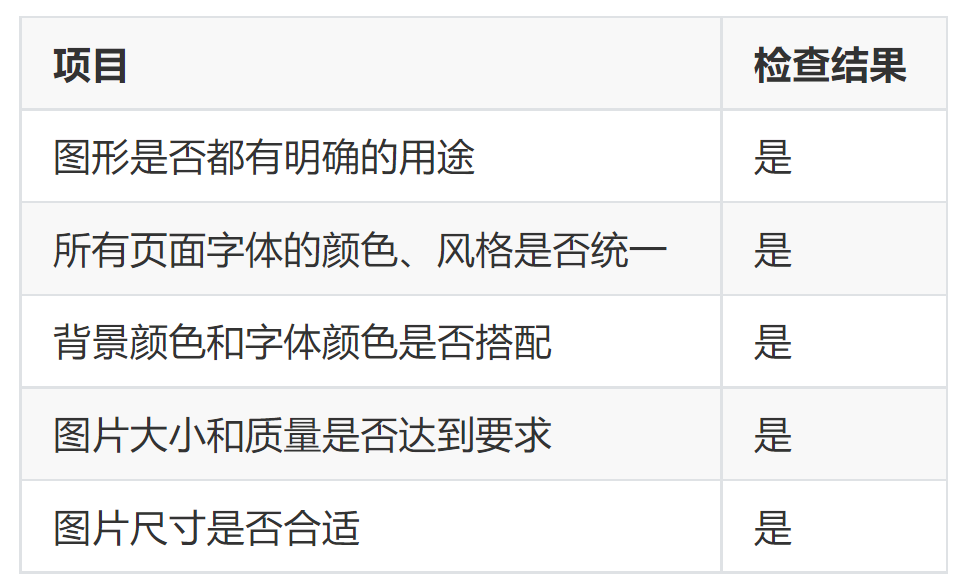 项目 检查结果
图形是否都有明确的用途 是
所有页面字体的颜色、风格是否统一 是
背景颜色和字体颜色是否搭配 是
图片大小和质量是否达到要求 是
图片尺寸是否合适 是